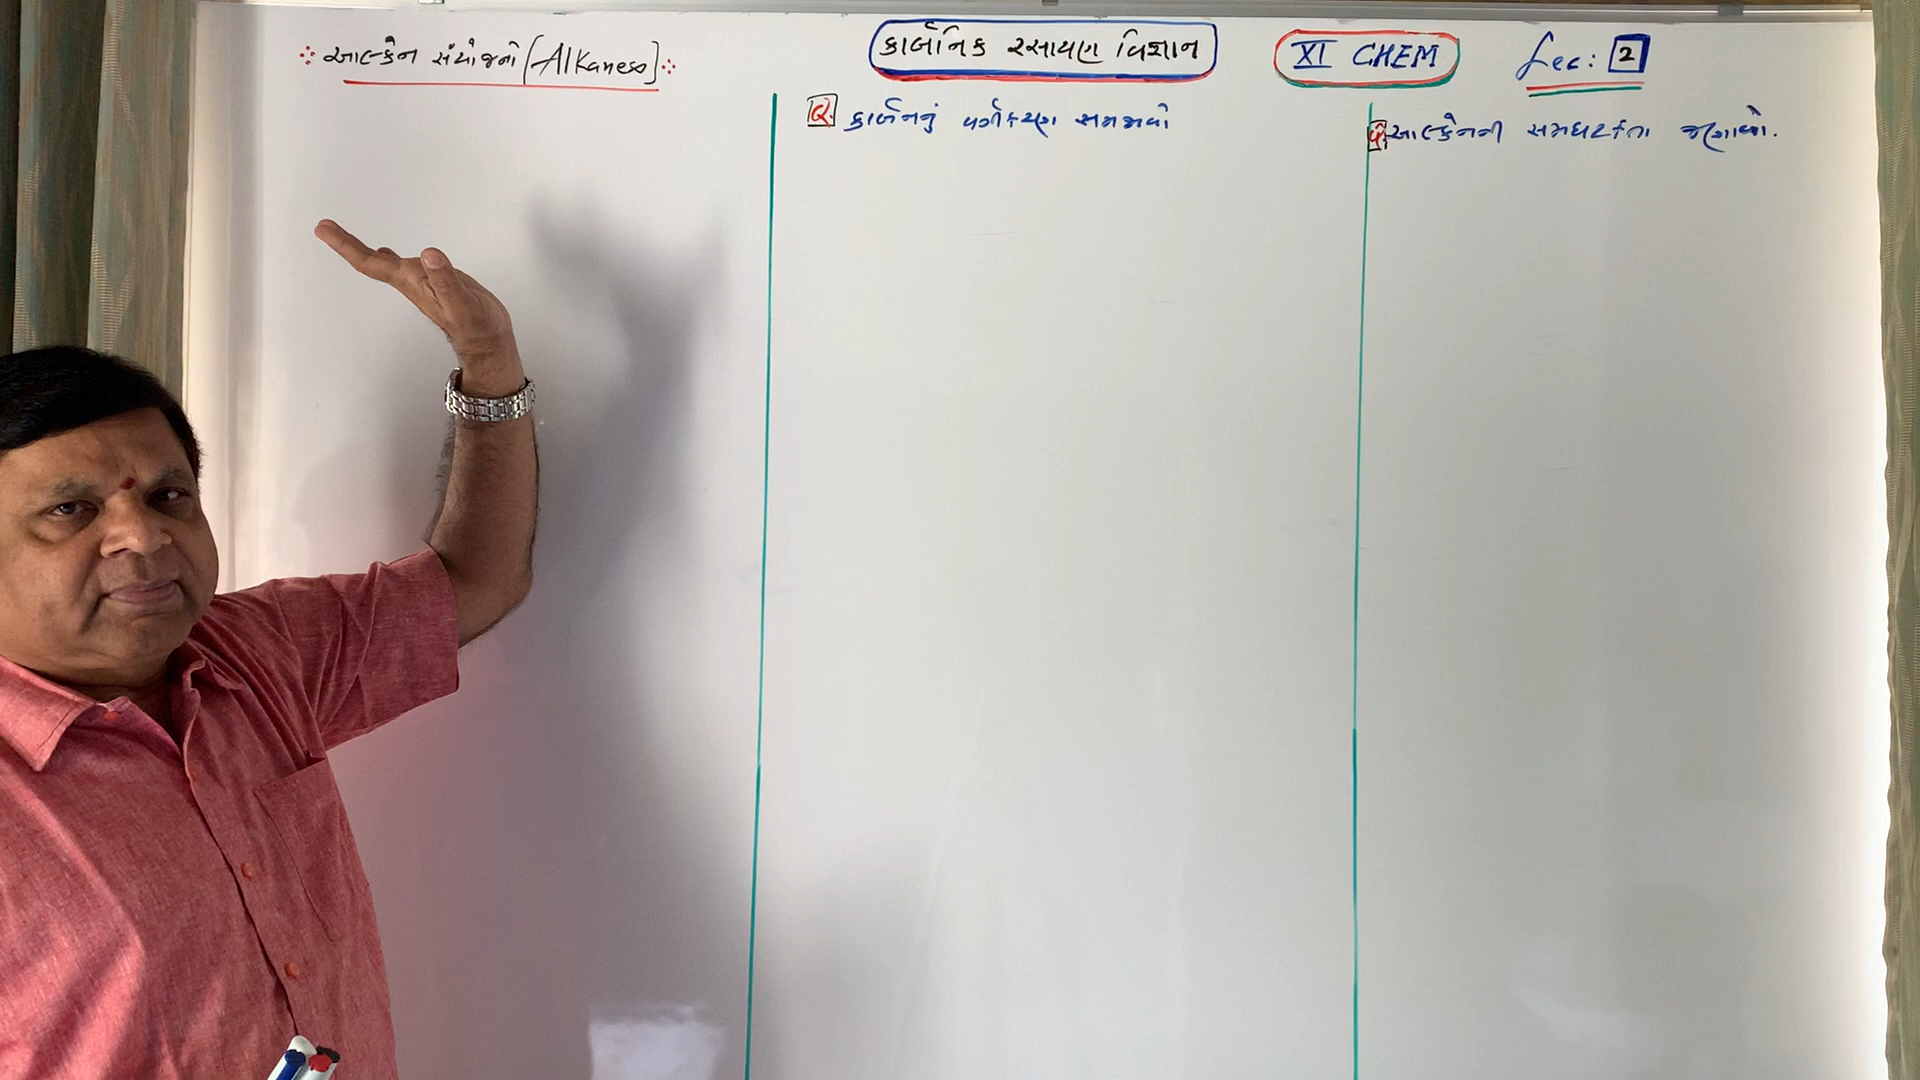 આલ્કેન સંયોજનો [Alkanes]
કાર્બનિક રસાયણ વિજ્ઞાન
XI CHEM
Lec: 2
Q. કાર્બનનું વર્ગીકરણ સમજાવો
પ્ર આલ્કેનની સમઘટકતા જણાવો.